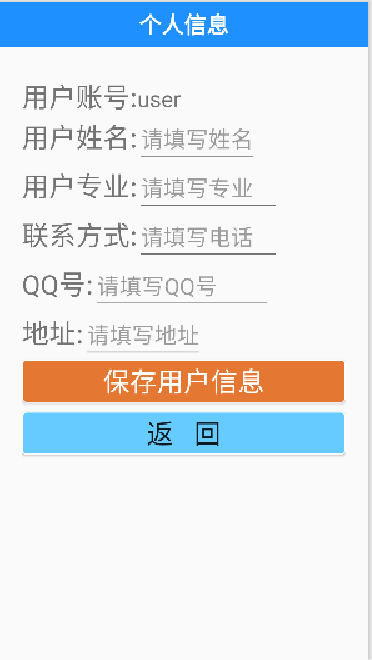 个人信息
用户账号:user
用户姓名:请填写姓名
用户专业:请填写专业
联系方式:请填写电话
QQ号:请填写QQ号
地址:请填写地址
保存用户信息
返 回